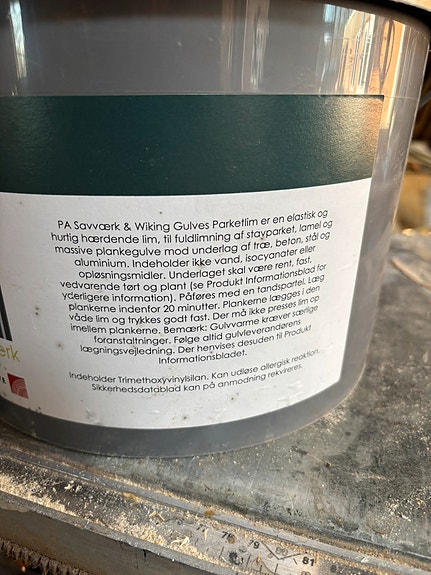 PA Savværk & Wiking Gulves Parketlim er en elastisk og
hurtig hærdende lim, til fuldlimning af stavparket, lamel og
massive plankegulve mod underlag af træ, beton, stål og
aluminium. Indeholder ikke vand, isocyanater eller
opløsningsmidler. Underlaget skal være rent, fast,
vedvarende tørt og plant (se Produkt Informationsblad for
yderligere information). Påføres med en tandspartel. Læg
plankerne indenfor 20 minutter. Plankerne lægges i den
våde lim og trykkes godt fast. Der må ikke presses lim op
imellem plankerne. Bemærk: Gulvvarme kræver særlige
foranstaltninger. Følge altid gulvleverandørens
lægningsvejledning. Der henvises desuden til Produkt
Informationsbladet.
Indeholder Trimethoxyvinylsilan. Kan udløse allergisk reaktion.
Sikkerhedsdatablad kan på anmodning rekvireres.
ærk